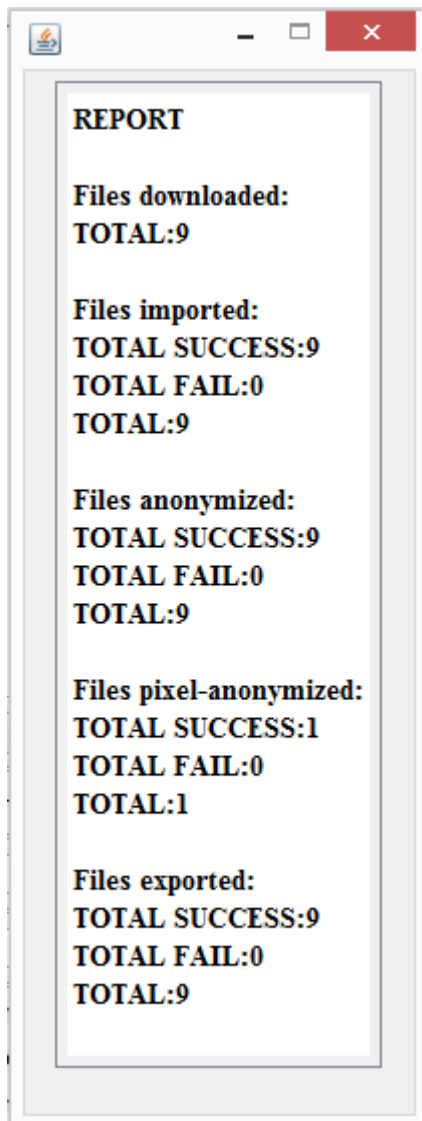 REPORT
Files downloaded:
TOTAL:9
Files imported:
TOTAL SUCCESS:9
TOTAL FAIL:0
TOTAL:9
Files anonymized:
TOTAL SUCCESS:9
TOTAL FAIL:0
TOTAL:9
Files pixel-anonymized:
TOTAL SUCCESS:1
TOTAL FAIL:0
TOTAL:1
Files exported:
TOTAL SUCCESS:9
TOTAL FAIL:0
TOTAL:9